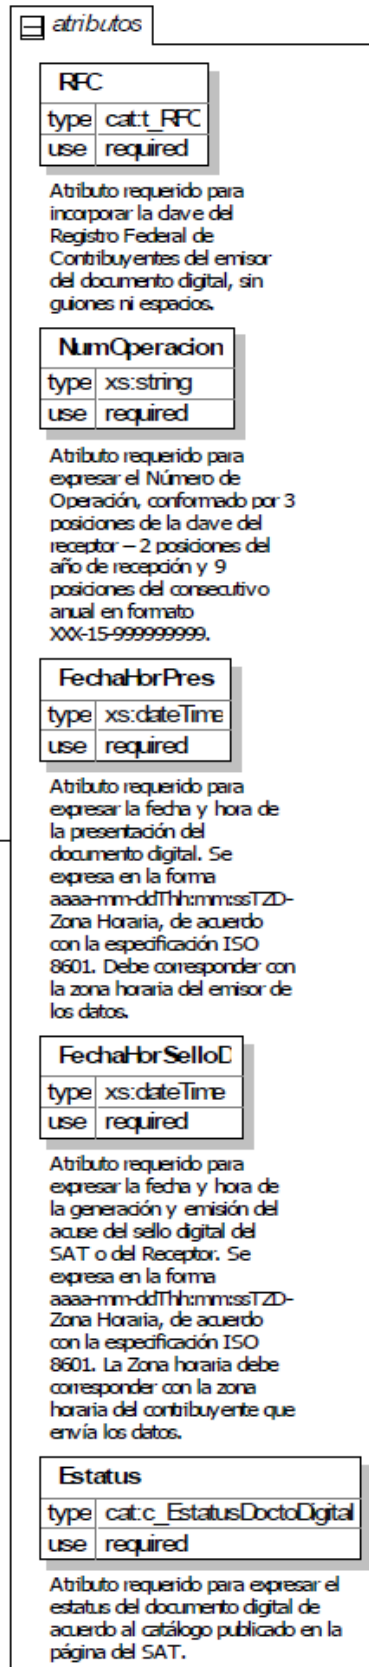 atributos
RFC
type cat:t_RFC
use required
Atributo requerido para
incorporar la clave del
Registro Federal de
Contribuyentes del emisor
del documento digital, sin
guiones ni espacios.
NumOperacion
type xs:string
use required
Atributo requerido para
expresar el Número de
Operación, conformado por 3
posiciones de la clave del
receptor – 2 posiciones del
año de recepción y 9
posiciones del consecutivo
anual en formato
XXX-15-999999999.
FechaHorPres
type xs:dateTime
use required
Atributo requerido para
expresar la fecha y hora de
la presentación del
documento digital. Se
expresa en la forma
aaaa-mm-ddThh:mm:ssTZD-
Zona Horaria, de acuerdo
con la especificación ISO
8601. Debe corresponder con
la zona horaria del emisor de
los datos.
FechaHorSelloD
type xs:dateTime
use required
Atributo requerido para
expresar la fecha y hora de
la generación y emisión del
acuse del sello digital del
SAT o del Receptor. Se
expresa en la forma
aaaa-mm-ddThh:mm:ssTZD-
Zona Horaria, de acuerdo
con la especificación ISO
8601. La Zona horaria debe
corresponder con la zona
horaria del contribuyente que
envía los datos.
Estatus
type cat:c_EstatusDoctoDigital
use required
Atributo requerido para expresar el
estatus del documento digital de
acuerdo al catálogo publicado en la
página del SAT.